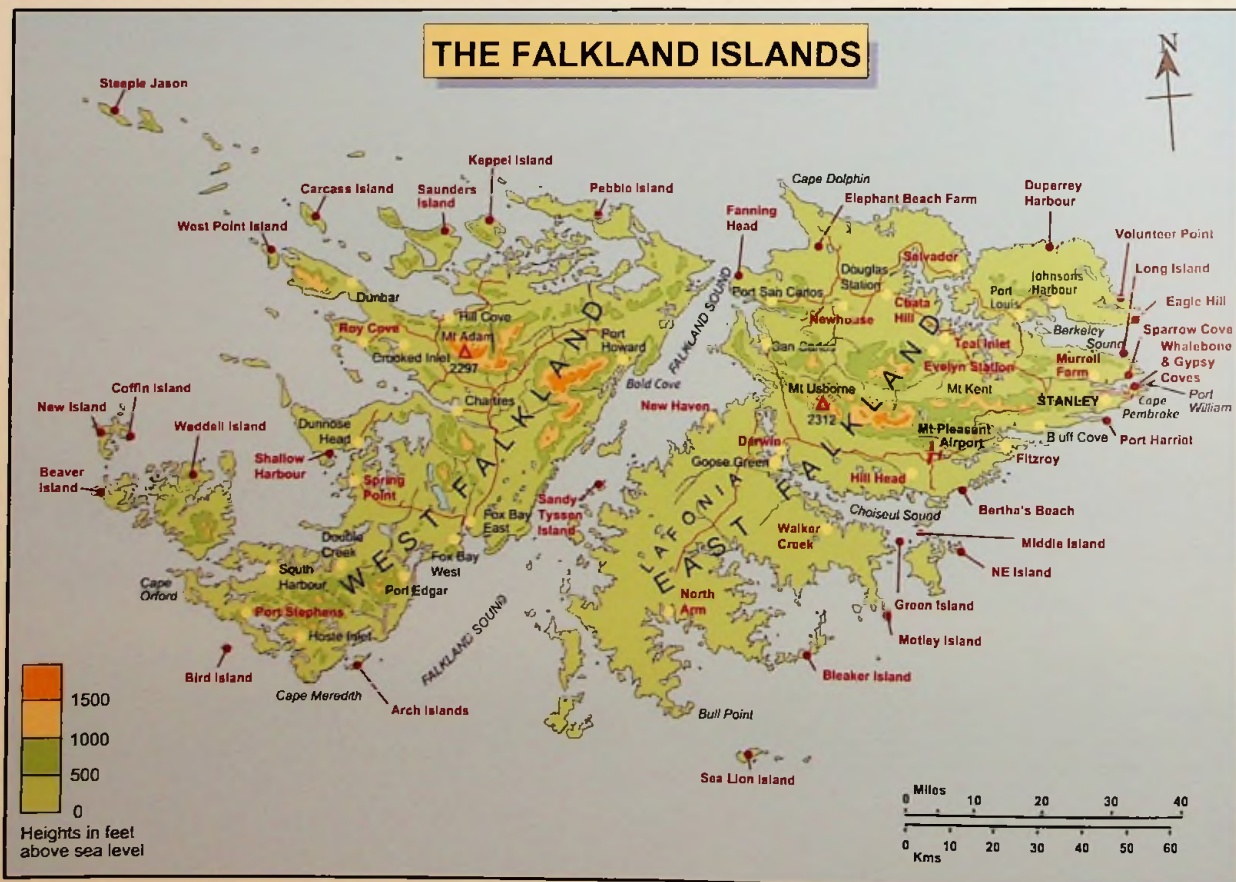 THE FALKLAND ISLANDS
N
Steeple Jason
Keppel Island
Carcass Island
Saunders
Island
Pebble Island
West Point Island
Cape Dolphin
Fanning
Head
Elephant Beach Farm
Duperrey
Harbour
Volunteer Point
Long Island
Eagle Hill
Sparrow Cove
Whalebone
& Gypsy
Coves
Port
William
Cape
Pembroke
Port Harriot
Dunbar
Hill Cove
Mt Adam
2297
Roy Cove
Crooked Inlet
Port
Howard
Chartres
Bold Cove
FALKLAND SOUND
Port San Carlos
Douglas
Station
Salvador
Newhouse
Chata
Hill
Port
Louis
Johnsons
Harbour
Berkeley
Sound
San Carlos
Teal Inlet
Evelyn Station
Murrell
Farm
Mt Usborne
2312
Mt Kent
STANLEY
Mt Pleasant
Airport
Bluff Cove
Fitzroy
New Haven
Darwin
Goose Green
Hill Head
Bertha's Beach
Choiseul Sound
Coffin Island
New Island
Weddell Island
Beaver
Island
Dunnose
Head
Shallow
Harbour
Spring
Point
WEST FALKLAND
EAST FALKLAND
LAFONIA
Sandy
Tyssen
Island
Fox Bay
East
Fox Bay
West
Double
Creek
South
Harbour
Port Edgar
Cape
Orford
Port Stephens
Hoste Inlet
Bird Island
Cape Meredith
Arch Islands
FALKLAND SOUND
Walker
Creek
Middle Island
NE Island
Green Island
Motley Island
North
Arm
Bleaker Island
Bull Point
Sea Lion Island
1500
1000
500
0
Heights in feet
above sea level
Miles
0 10 20 30 40
0 10 20 30 40 50 60
Kms